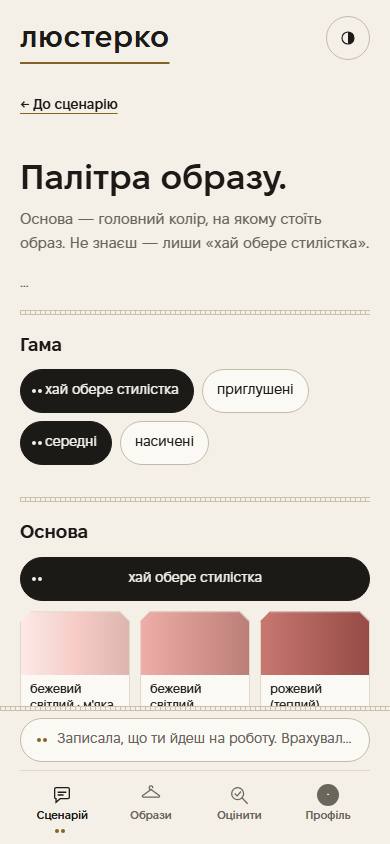 люстерко
← До сценарію
Палітра образу.
Основа — головний колір, на якому стоїть
образ. Не знаєш — лиши «хай обере стилістка».
...
Гама
хай обере стилістка
приглушені
середні
насичені
Основа
хай обере стилістка
бежевий
світлий · м'яка
бежевий
світлий
рожевий
(теплий)
Записала, що ти йдеш на роботу. Врахувал...
Сценарій
Образи
Оцінити
Профіль